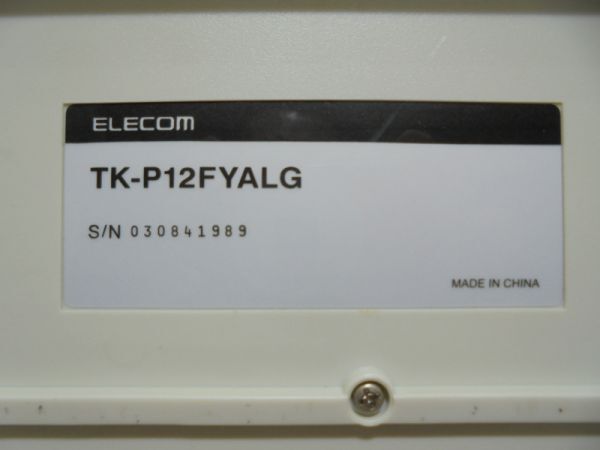 ELECOM
TK-P12FYALG
S/N 030841989
MADE IN CHINA